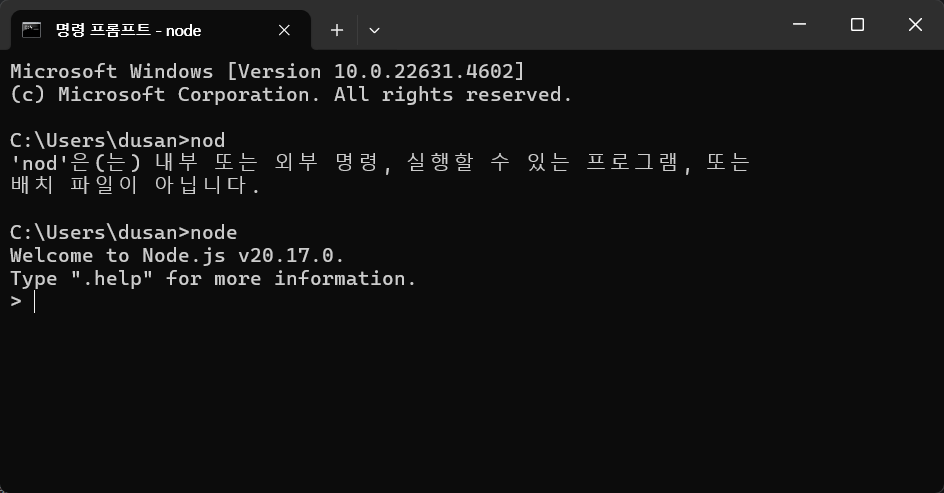 명령 프롬프트 - node
Microsoft Windows [Version 10.0.22631.4602]
(c) Microsoft Corporation. All rights reserved.
C:\Users\dusan>nod
'nod'은(는) 내부 또는 외부 명령, 실행할 수 있는 프로그램, 또는
배치 파일이 아닙니다.
C:\Users\dusan>node
Welcome to Node.js v20.17.0.
Type ".help" for more information.
>